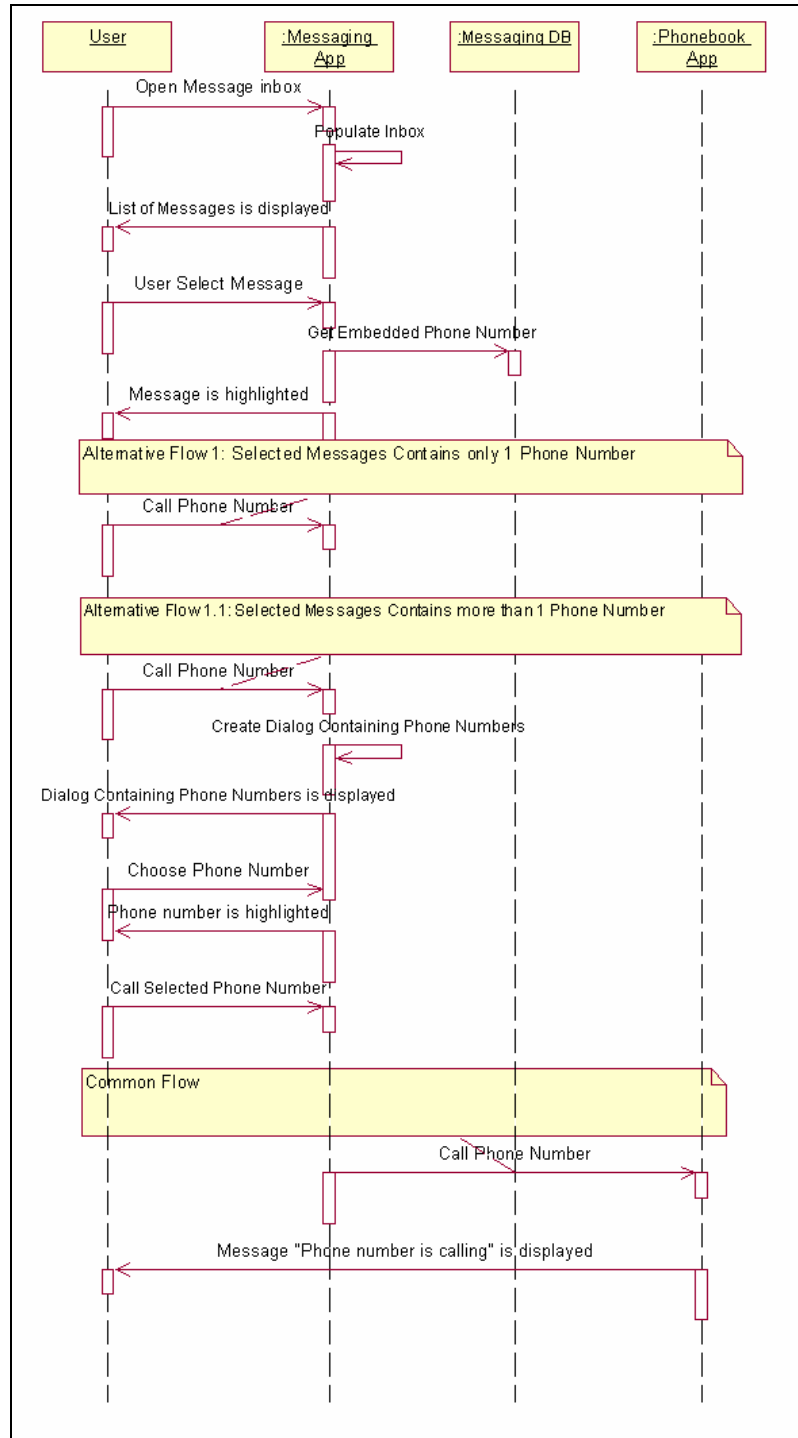 User
:Messaging
App
:Messaging DB
:Phonebook
App
Open Message inbox
Populate Inbox
List of Messages is displayed
User Select Message
Get Embedded Phone Number
Message is highlighted
Alternative Flow 1: Selected Messages Contains only 1 Phone Number
Call Phone Number
Alternative Flow 1.1: Selected Messages Contains more than 1 Phone Number
Call Phone Number
Create Dialog Containing Phone Numbers
Dialog Containing Phone Numbers is displayed
Choose Phone Number
Phone number is highlighted
Call Selected Phone Number
Common Flow
Call Phone Number
Message "Phone number is calling" is displayed